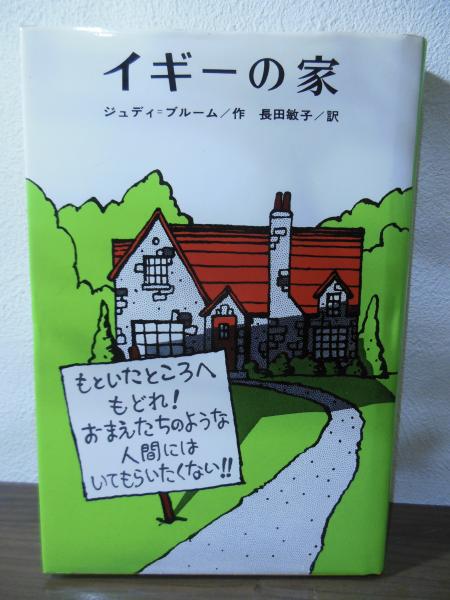 イギーの家
ジュディ=ブルーム／作 長田敏子／訳
もといたところへ
もどれ!
おまえたちのような
人間には
いてもらいたくない!!